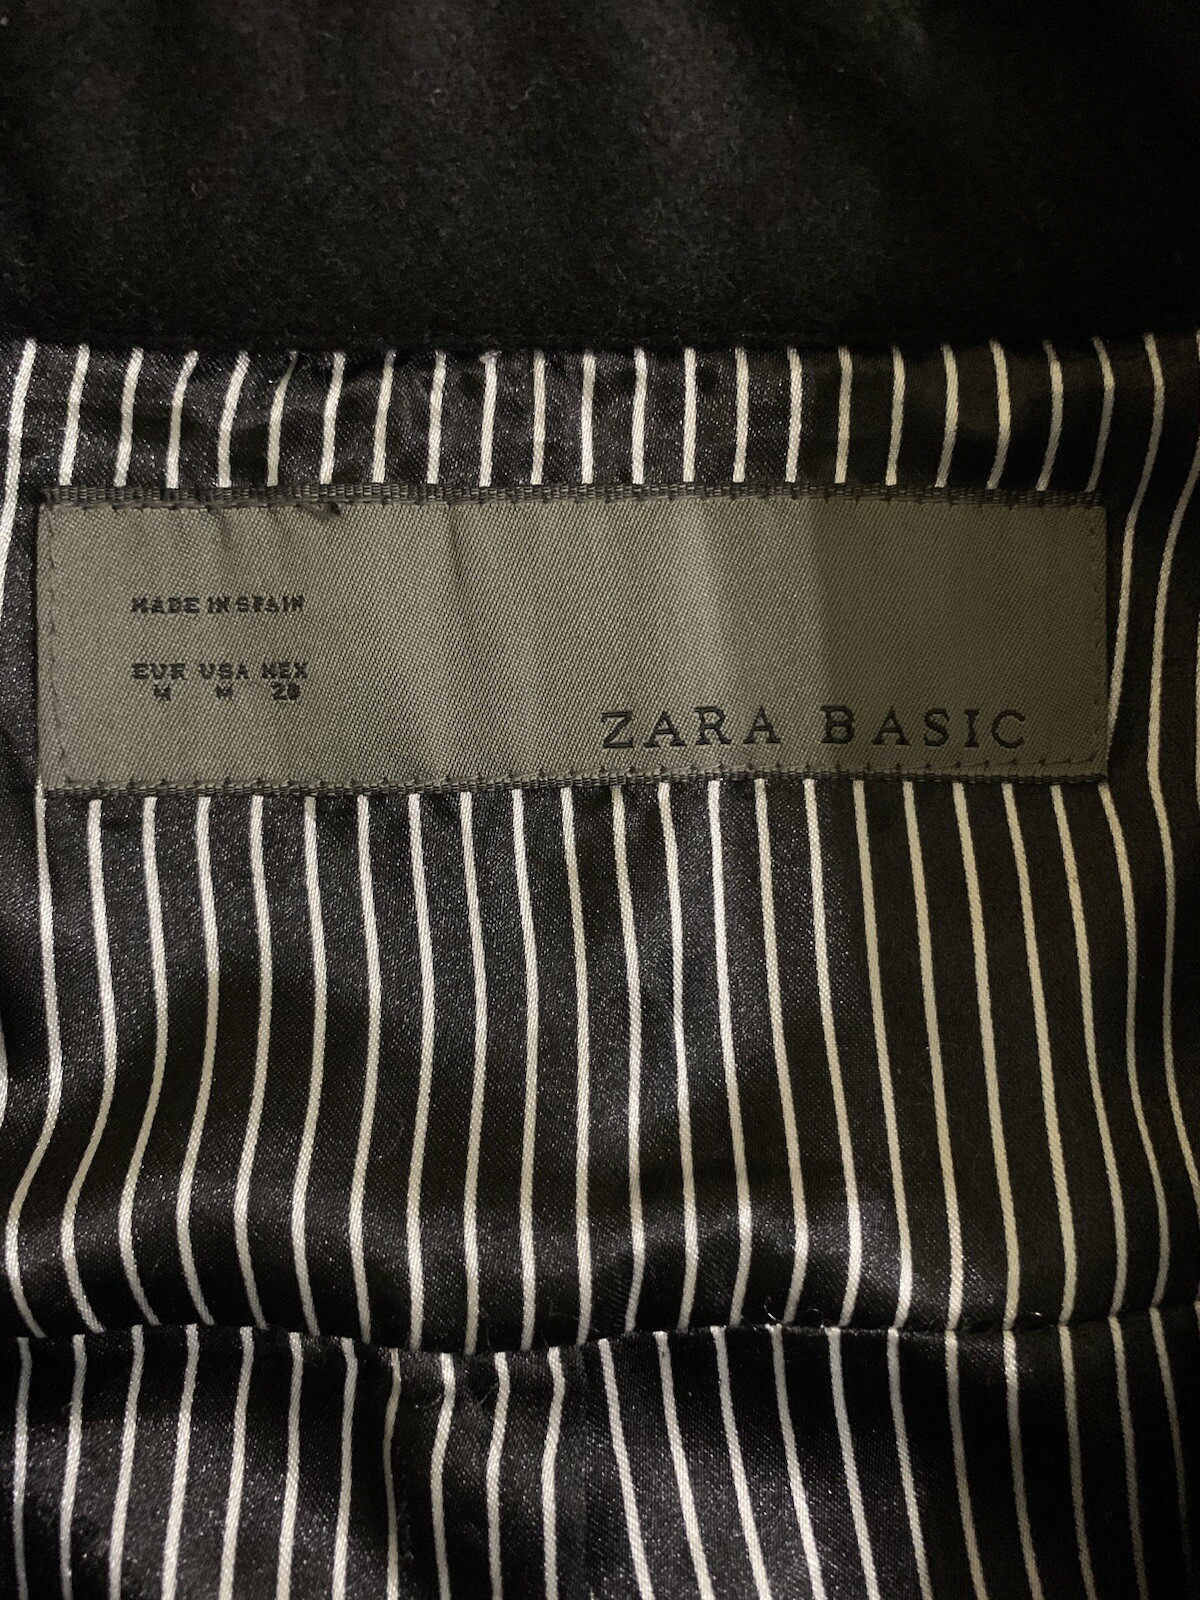 MADE IN SPAIN
EUR USA MEX
M M 28
ZARA BASIC